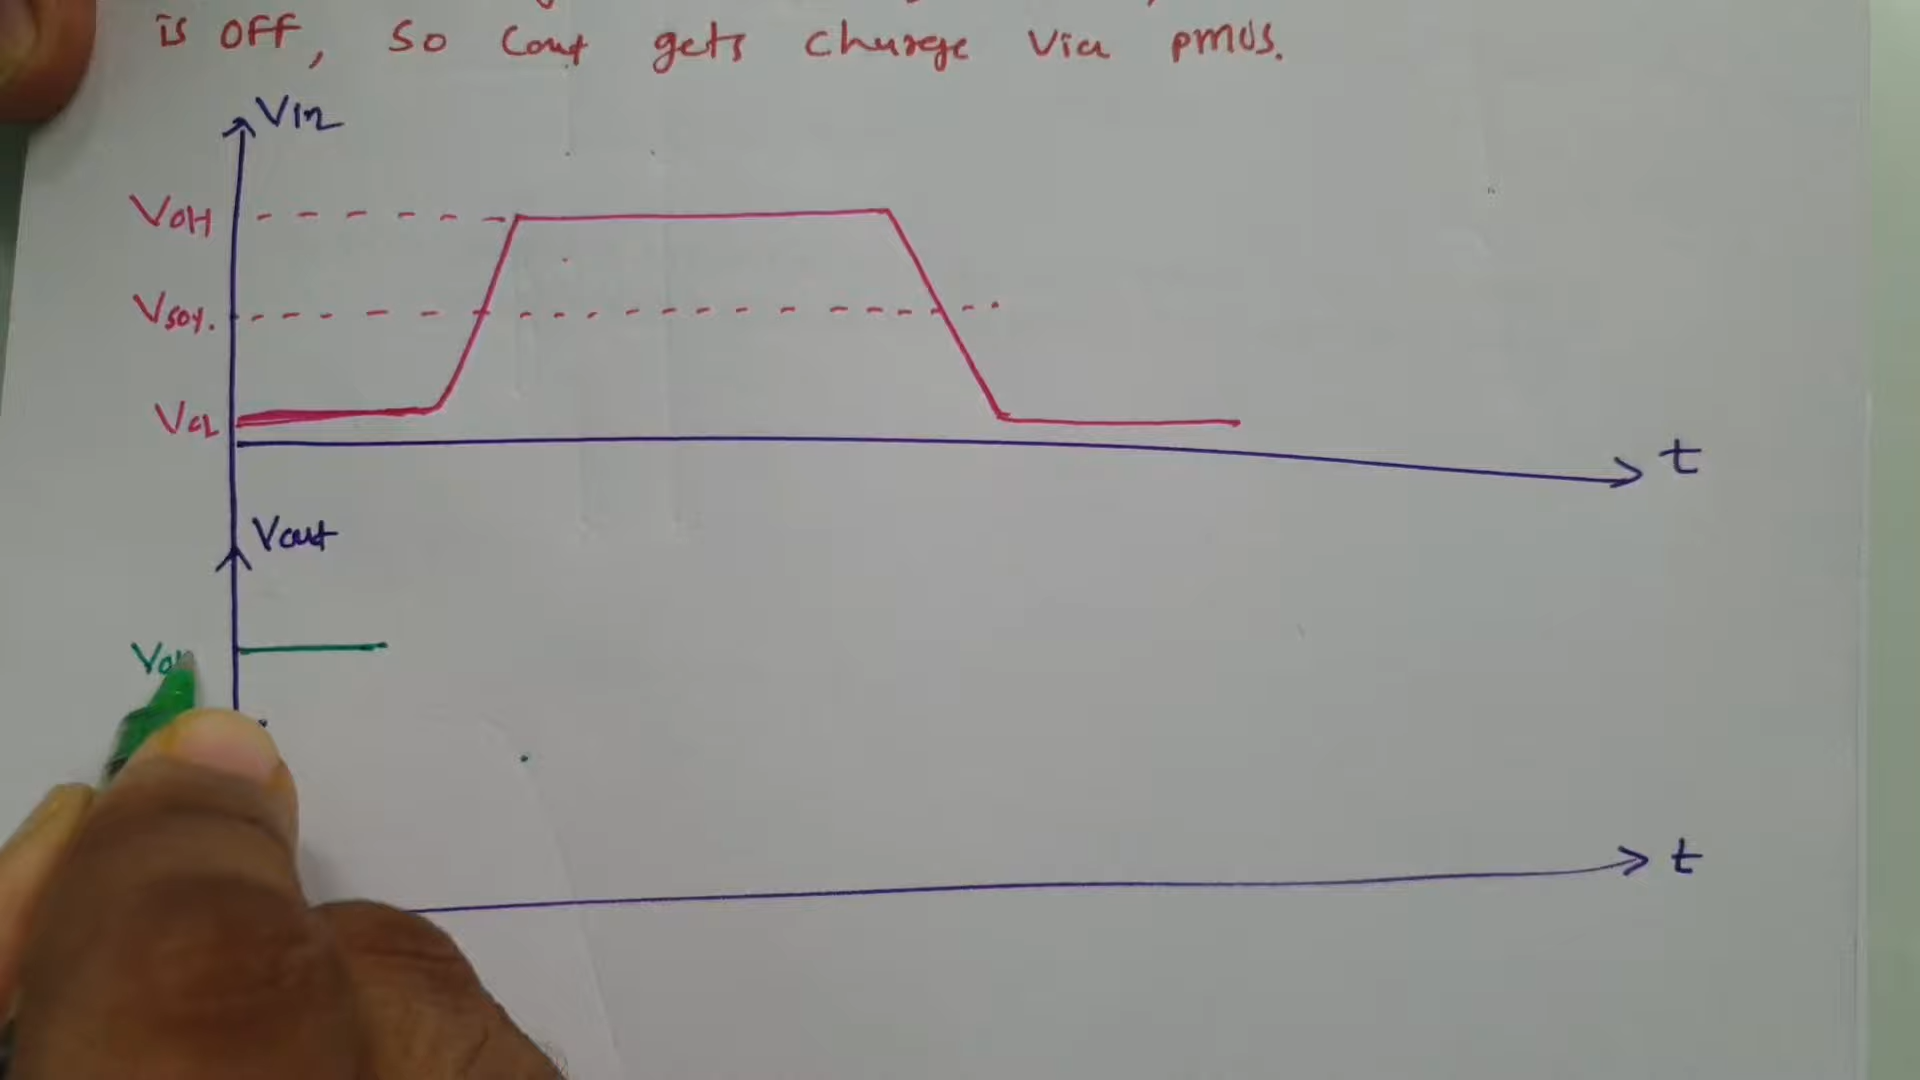 is OFF, So Cout gets Charge Via pmos.
Vin
VOH
V50%.
VOL
t
Vout
t